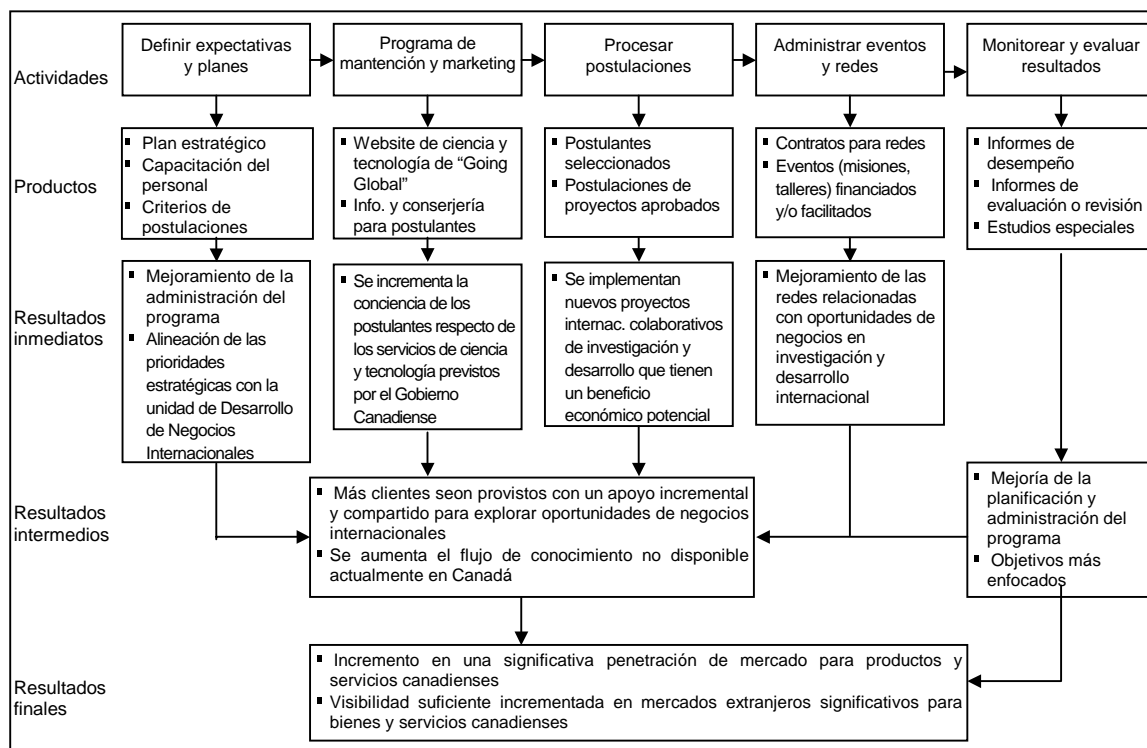 Actividades
Definir expectativas
y planes
Programa de
mantención y marketing
Procesar
postulaciones
Administrar eventos
y redes
Monitorear y evaluar
resultados
Productos
▪ Plan estratégico
▪ Capacitación del
personal
▪ Criterios de
postulaciones
▪ Website de ciencia y
tecnología de “Going
Global”
▪ Info. y conserjería
para postulantes
▪ Postulantes
seleccionados
▪ Postulaciones de
proyectos aprobados
▪ Contratos para redes
▪ Eventos (misiones,
talleres) financiados
y/o facilitados
▪ Informes de
desempeño
▪ Informes de
evaluación o revisión
▪ Estudios especiales
Resultados
inmediatos
▪ Mejoramiento de la
administración del
programa
▪ Alineación de las
prioridades
estratégicas con la
unidad de Desarrollo
de Negocios
Internacionales
▪ Se incrementa la
conciencia de los
postulantes respecto de
los servicios de ciencia
y tecnología previstos
por el Gobierno
Canadiense
▪ Se implementan
nuevos proyectos
internac. colaborativos
de investigación y
desarrollo que tienen
un beneficio
económico potencial
▪ Mejoramiento de las
redes relacionadas
con oportunidades de
negocios en
investigación y
desarrollo
internacional
Resultados
intermedios
▪ Más clientes seon provistos con un apoyo incremental
y compartido para explorar oportunidades de negocios
internacionales
▪ Se aumenta el flujo de conocimiento no disponible
actualmente en Canadá
▪ Mejoría de la
planificación y
administración del
programa
▪ Objetivos más
enfocados
Resultados
finales
▪ Incremento en una significativa penetración de mercado para productos y
servicios canadienses
▪ Visibilidad suficiente incrementada en mercados extranjeros significativos para
bienes y servicios canadienses